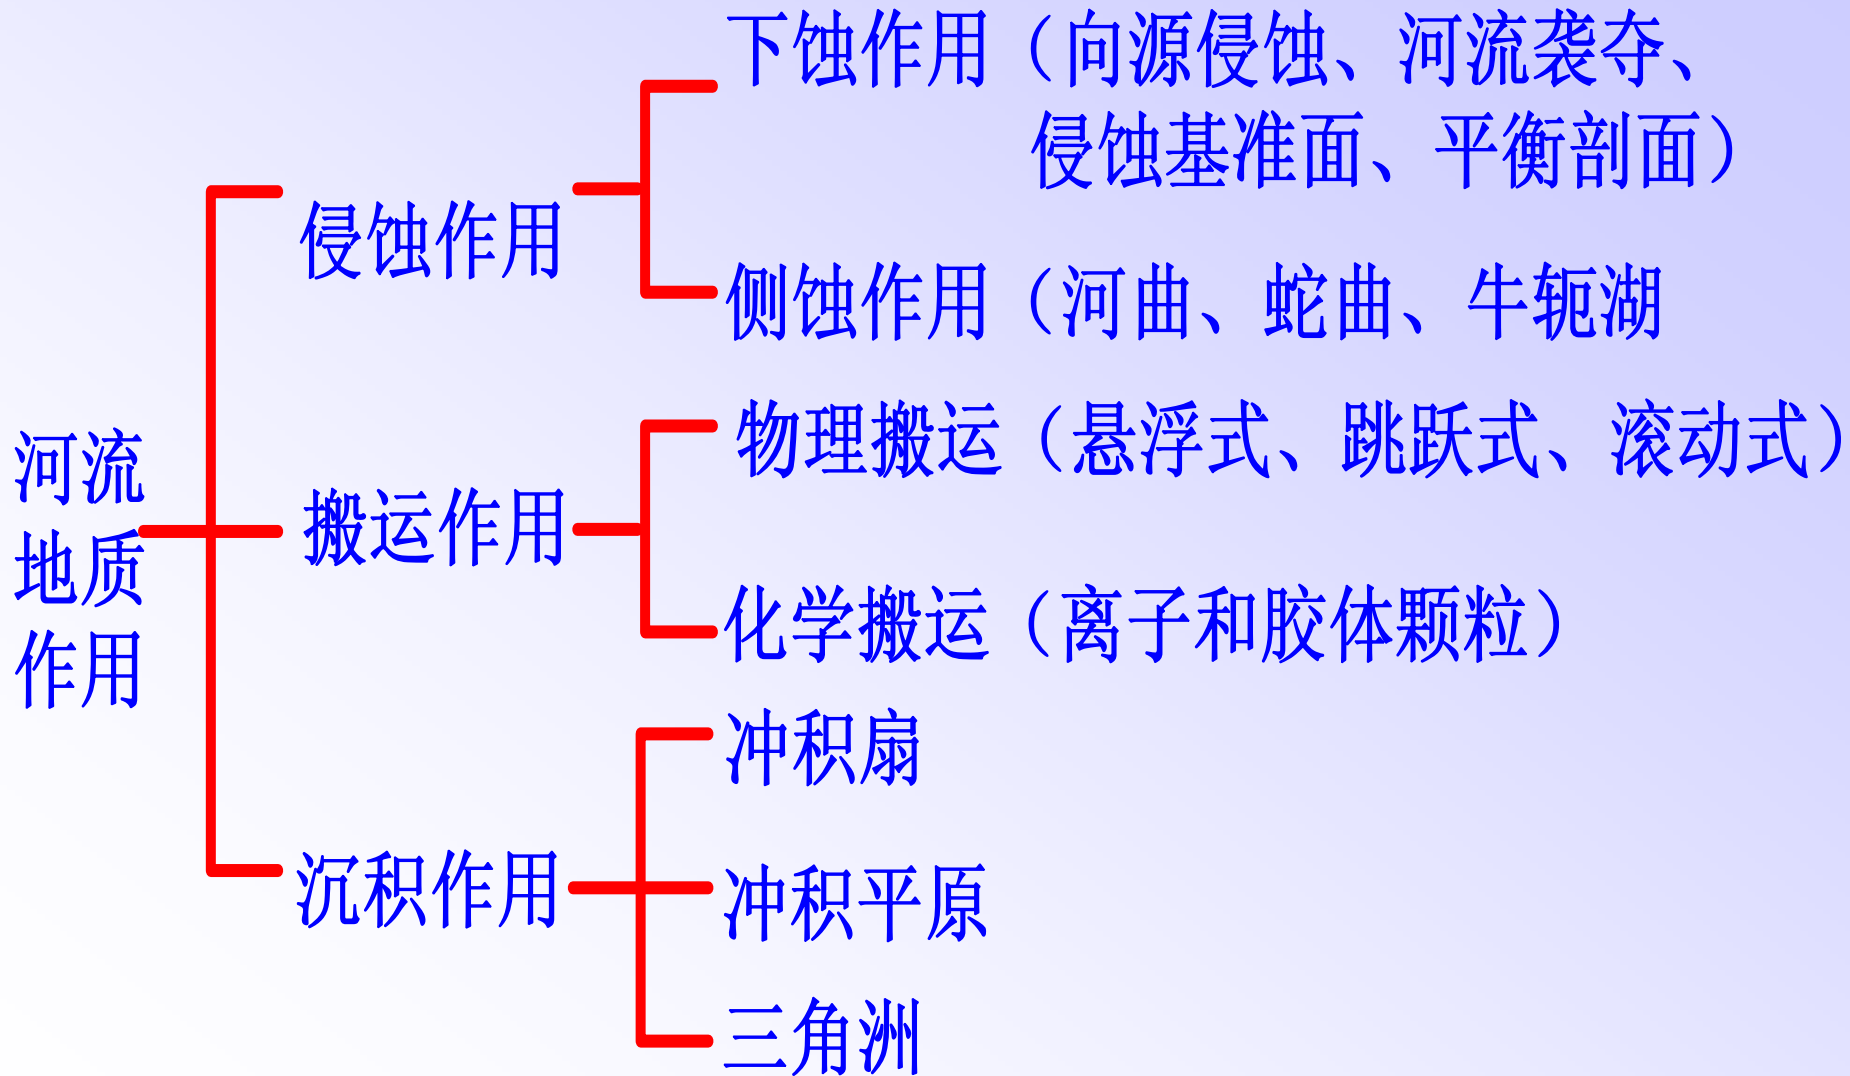 河流
地质
作用
侵蚀作用
下蚀作用（向源侵蚀、河流袭夺、
侵蚀基准面、平衡剖面）
侧蚀作用（河曲、蛇曲、牛轭湖
搬运作用
物理搬运（悬浮式、跳跃式、滚动式）
化学搬运（离子和胶体颗粒）
沉积作用
冲积扇
冲积平原
三角洲